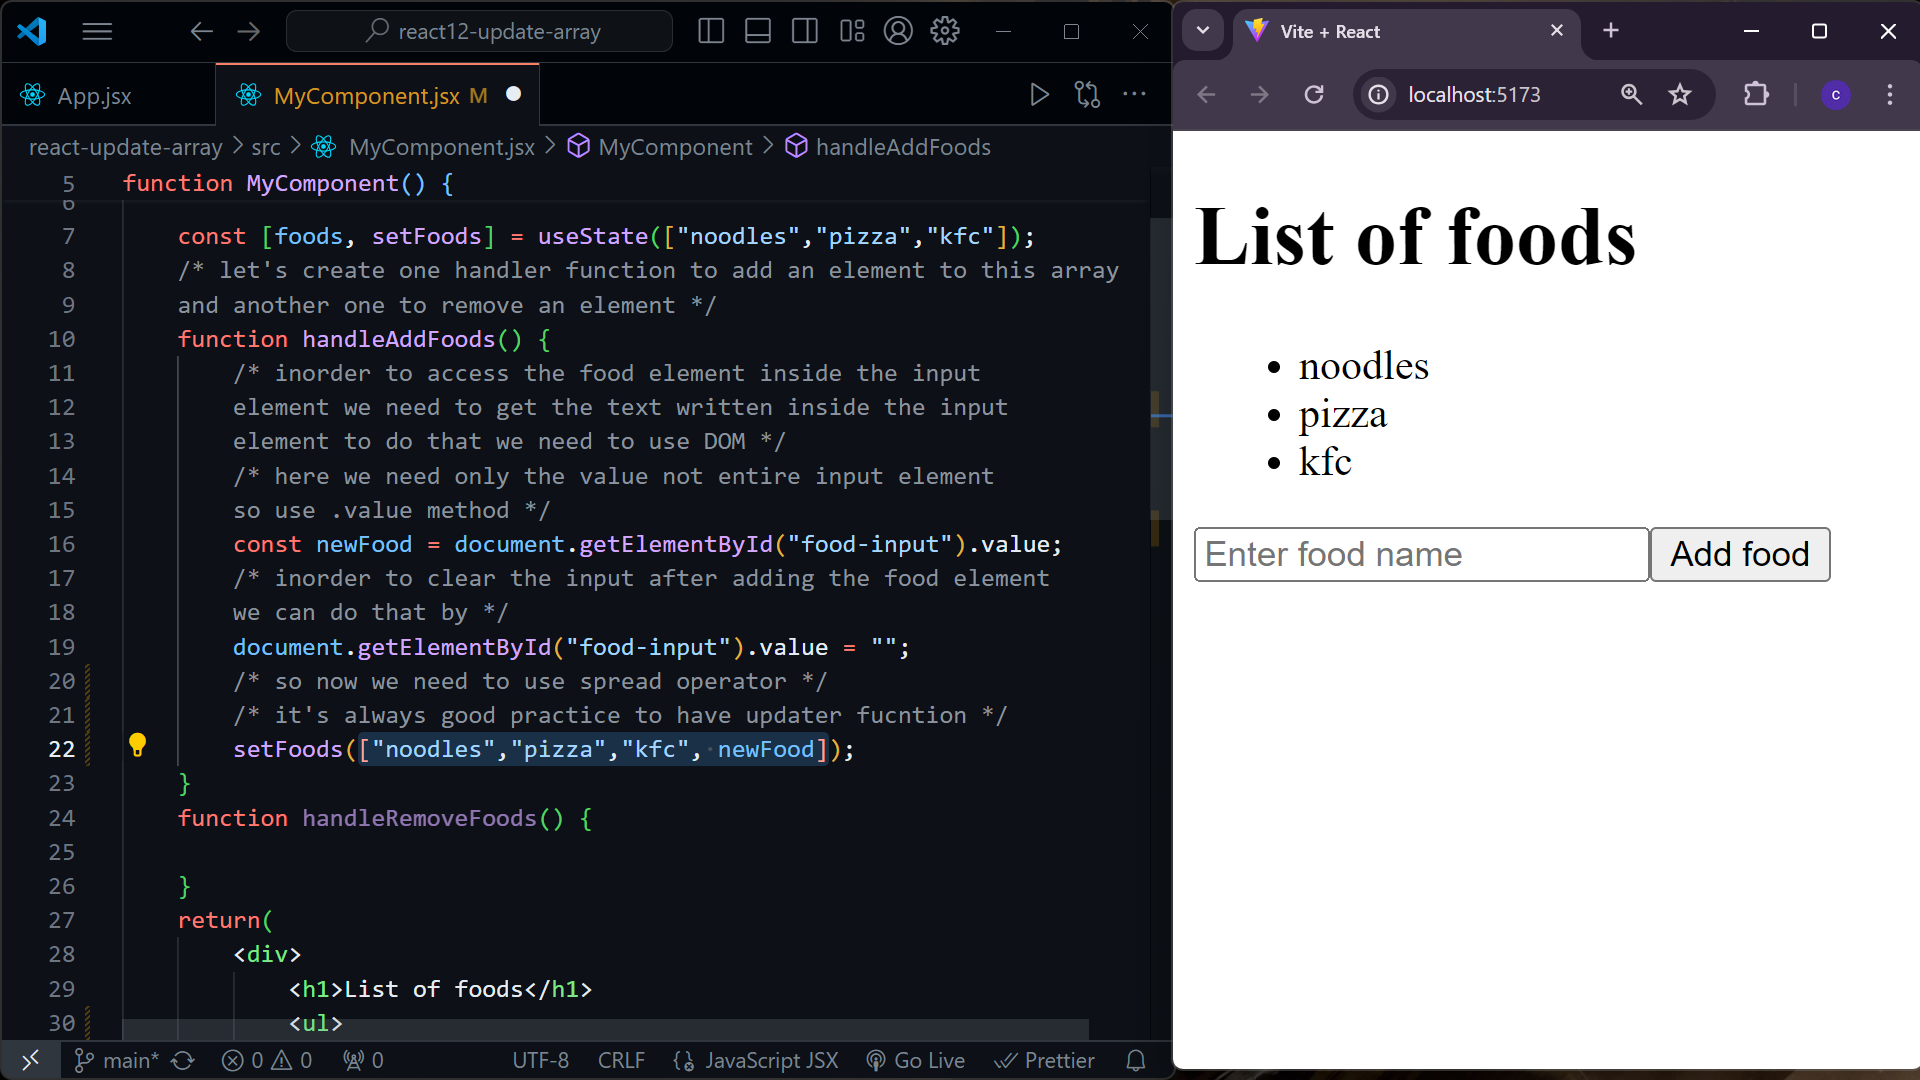 react12-update-array
App.jsx
MyComponent.jsx M
react-update-array > src > MyComponent.jsx > MyComponent > handleAddFoods
5 function MyComponent() {
6
7 const [foods, setFoods] = useState(["noodles","pizza","kfc"]);
8 /* let's create one handler function to add an element to this array
9 and another one to remove an element */
10 function handleAddFoods() {
11 /* inorder to access the food element inside the input
12 element we need to get the text written inside the input
13 element to do that we need to use DOM */
14 /* here we need only the value not entire input element
15 so use .value method */
16 const newFood = document.getElementById("food-input").value;
17 /* inorder to clear the input after adding the food element
18 we can do that by */
19 document.getElementById("food-input").value = "";
20 /* so now we need to use spread operator */
21 /* it's always good practice to have updater fucntion */
22 setFoods(["noodles","pizza","kfc", newFood]);
23 }
24 function handleRemoveFoods() {
25
26 }
27 return(
28 <div>
29 <h1>List of foods</h1>
30 <ul>
main* 0 0 0 UTF-8 CRLF JavaScript JSX Go Live Prettier
Vite + React
localhost:5173
c
List of foods
• noodles
• pizza
• kfc
Enter food name
Add food